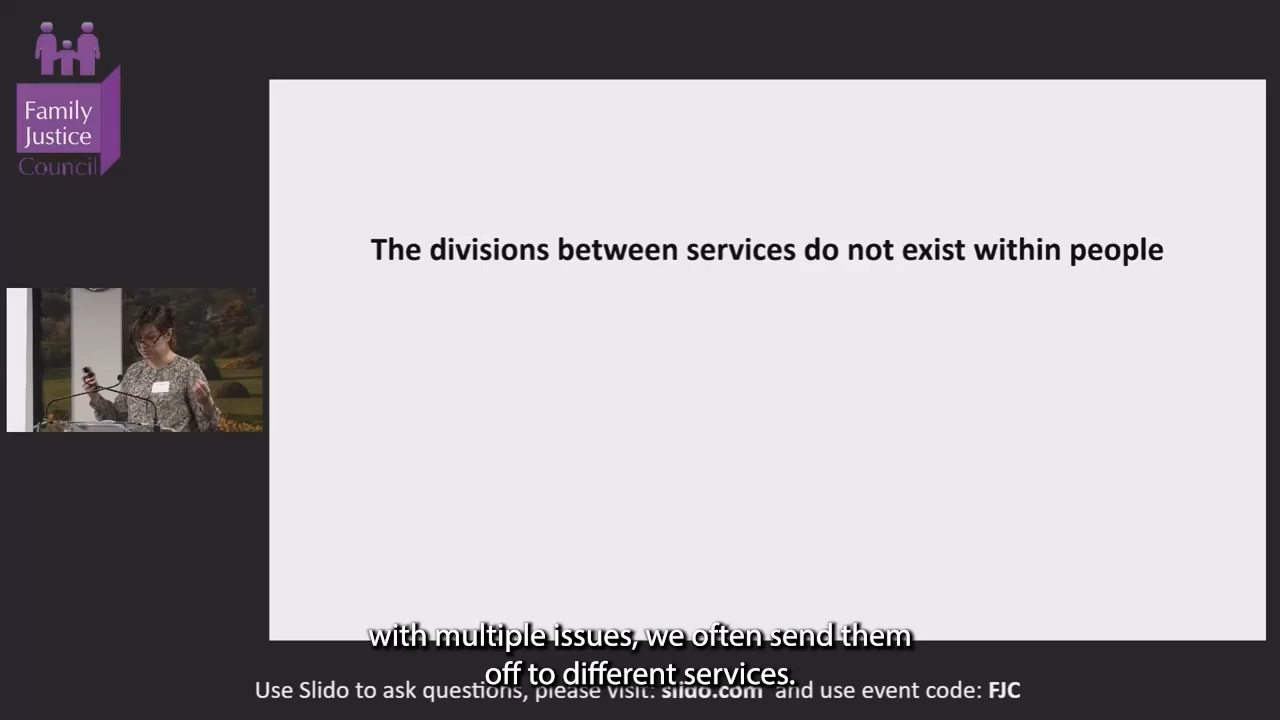 Family
Justice
Council
The divisions between services do not exist within people
with multiple issues, we often send them
off to different services.
Use Slido to ask questions, please visit: slido.com and use event code: FJC